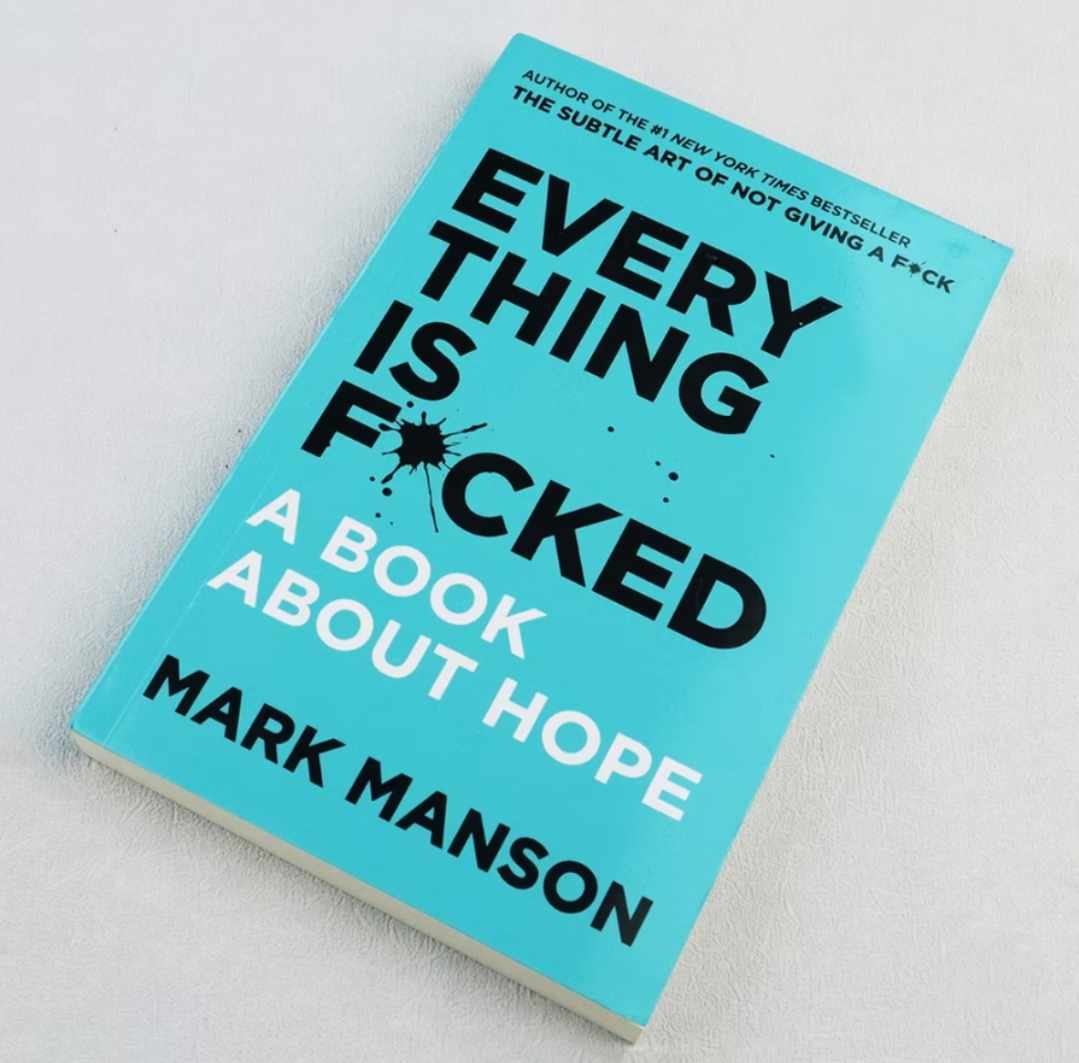 AUTHOR OF THE #1 NEW YORK TIMES BESTSELLER
THE SUBTLE ART OF NOT GIVING A F*CK
EVERY
THING
IS
F*CKED
A BOOK
ABOUT HOPE
MARK MANSON